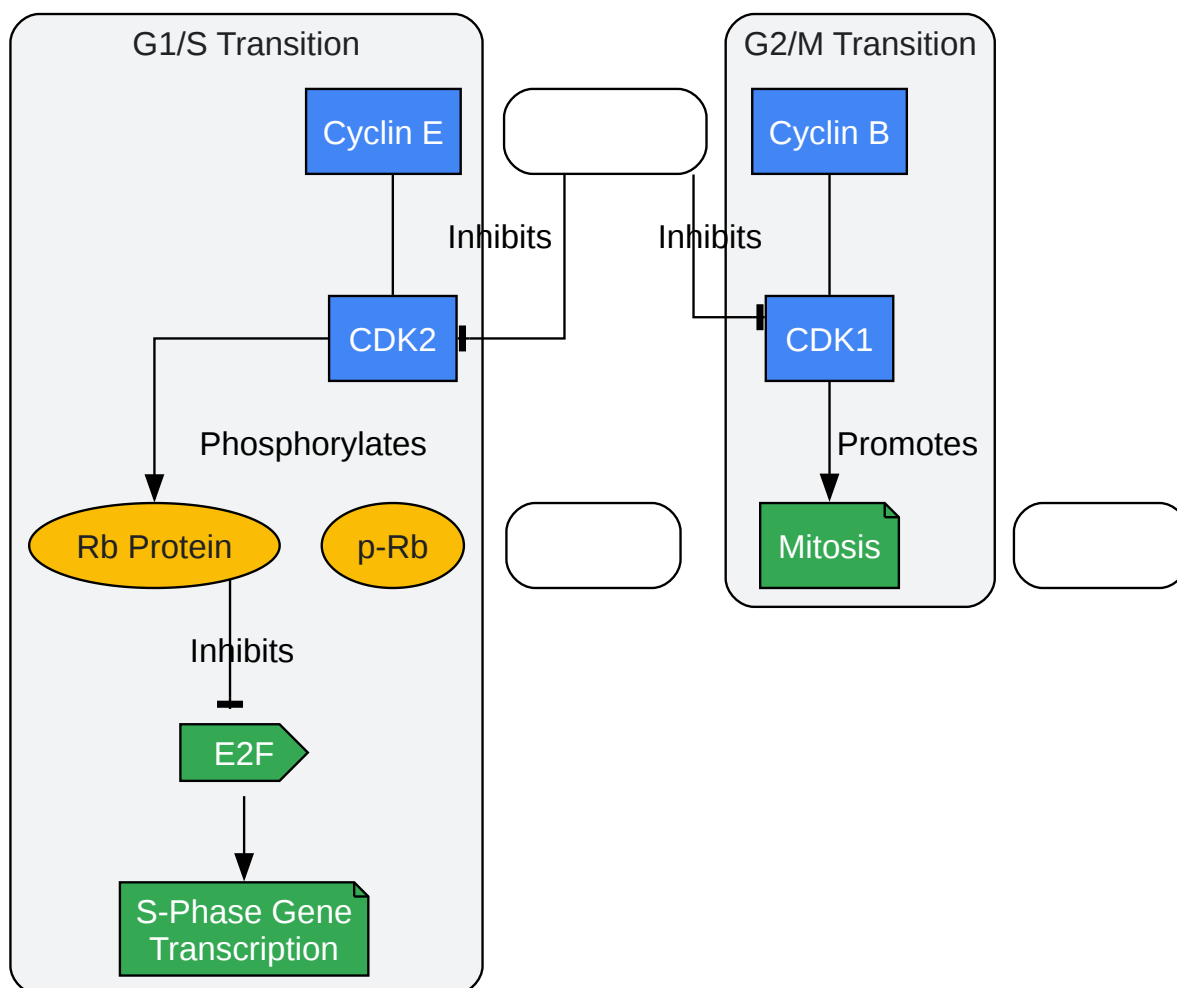 G1/S Transition
G2/M Transition
Cyclin E
Cyclin B
Inhibits
Inhibits
CDK2
CDK1
Phosphorylates
Promotes
Rb Protein
p-Rb
Mitosis
Inhibits
E2F
S-Phase Gene
Transcription